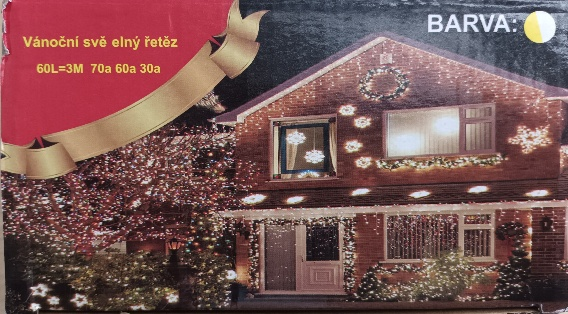 Vánoční svě elný řetěz
60L=3M 70a 60a 30a
BARVA: